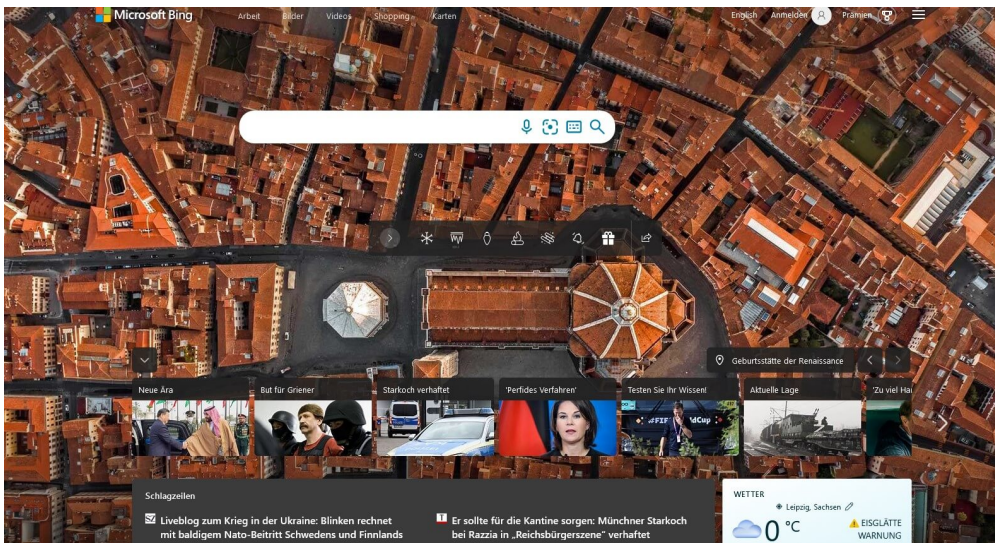 Microsoft Bing
Arbeit Bilder Videos Shopping Karten
English Anmelden Prämien
Geburtsstätte der Renaissance
Neue Ära
But für Griener
Starkoch verhaftet
'Perfides Verfahren'
Testen Sie Ihr Wissen!
Aktuelle Lage
'Zu viel
#FIF dCup
Schlagzeilen
Liveblog zum Krieg in der Ukraine: Blinken rechnet
mit baldigem Nato-Beitritt Schwedens und Finnlands
T Er sollte für die Kantine sorgen: Münchner Starkoch
bei Razzia in „Reichsbürgerszene" verhaftet
WETTER
Leipzig, Sachsen
0 °C
EISGLÄTTE
WARNUNG